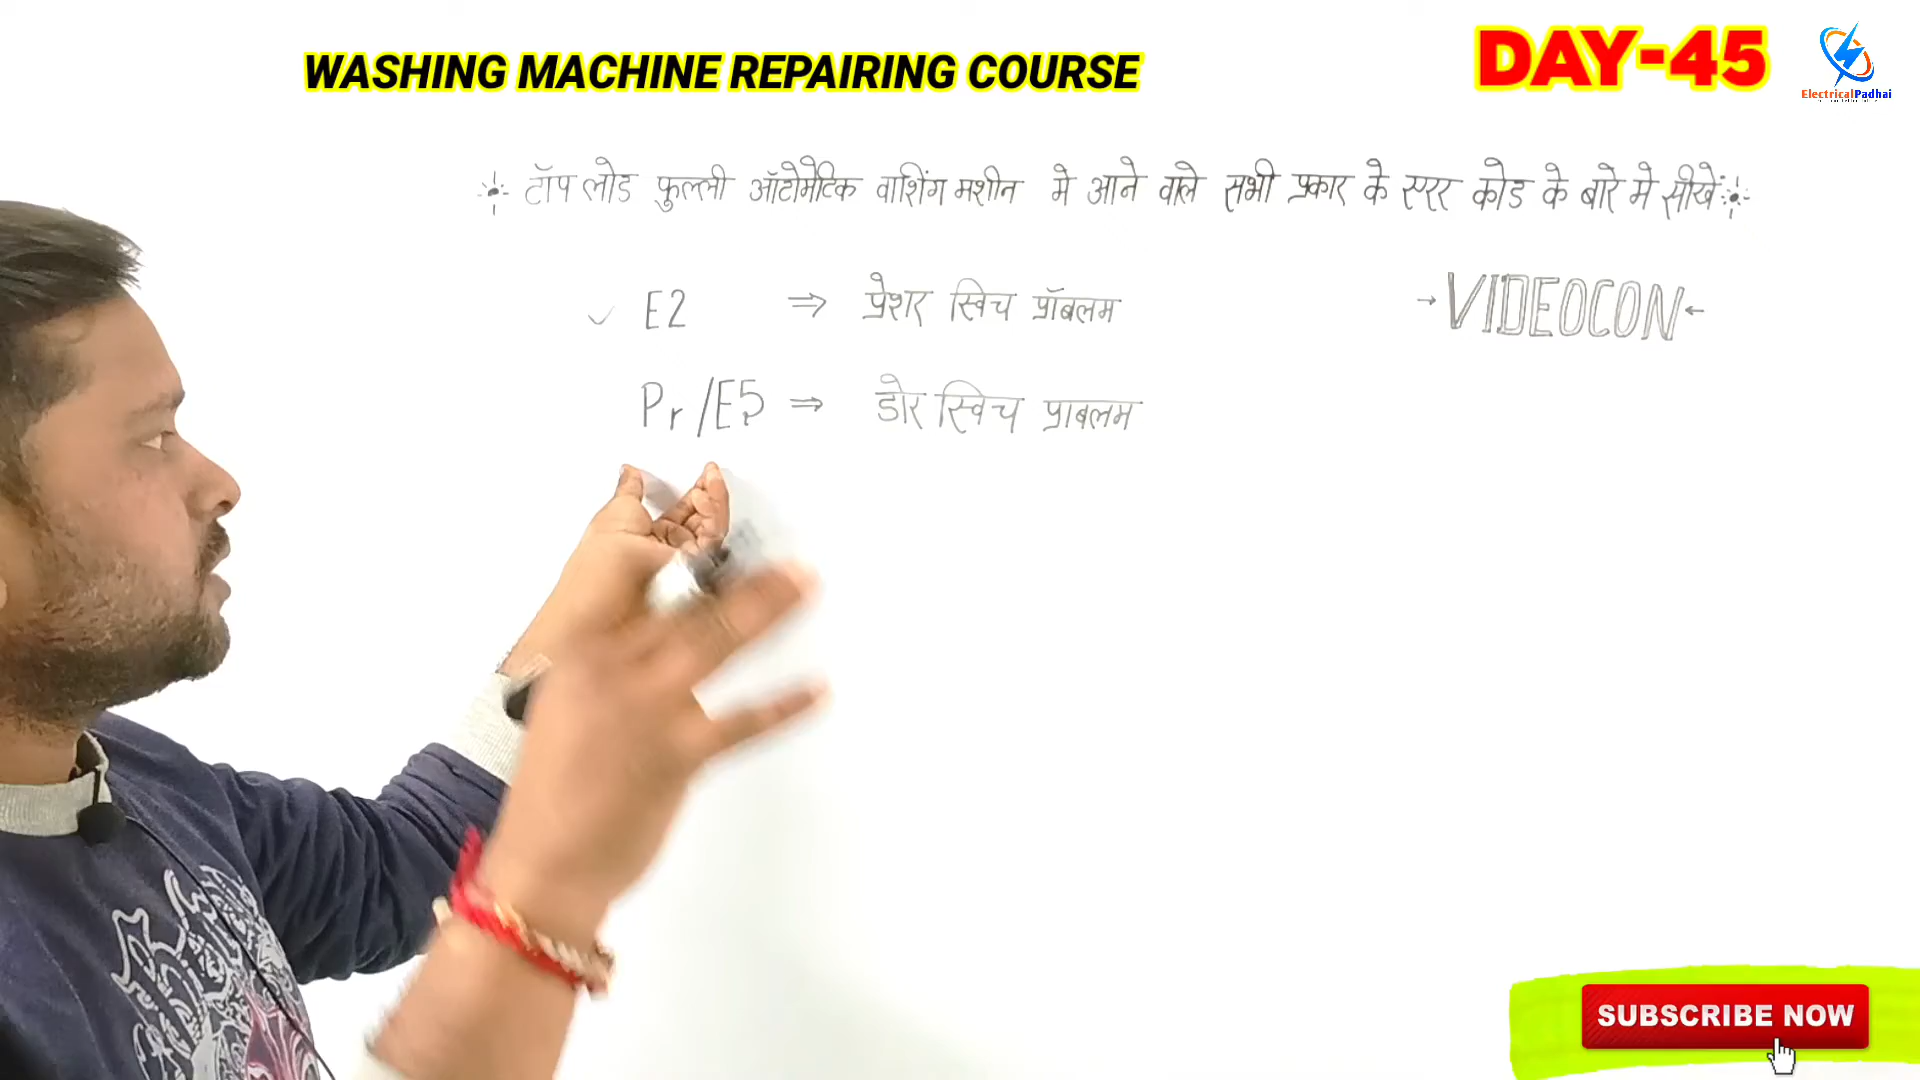 WASHING MACHINE REPAIRING COURSE
DAY-45
ElectricalPadhai
टॉप लोड फुल्ली ऑटोमैटिक वाशिंग मशीन मे आने वाले सभी प्रकार के एरर कोड के बारे मे सीखें
E2 ⇒ प्रेशर स्विच प्रॉबलम
→VIDEOCON←
Pr/E5 ⇒ डोर स्विच प्राबलम
SUBSCRIBE NOW